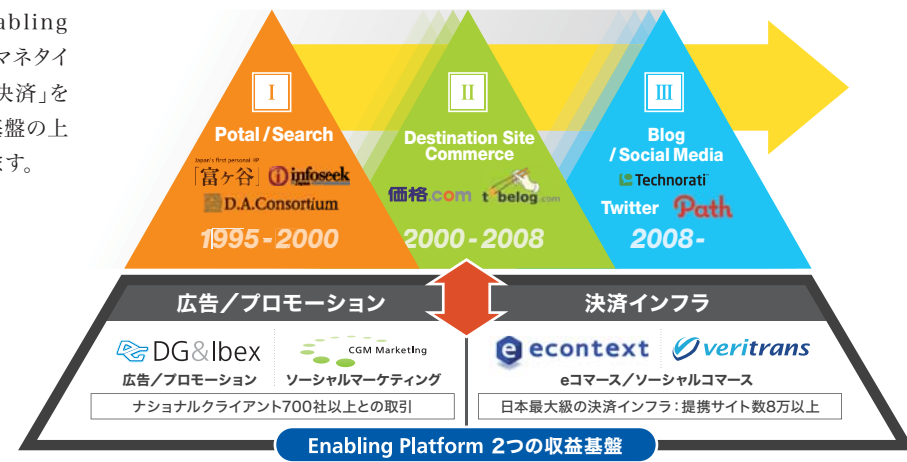 abling
マネタイ
決済」を
基盤の上
ます。
I
Potal / Search
Japan's first personal HP
「富ヶ谷」 infoseek
D.A.Consortium
1995 - 2000
II
Destination Site
Commerce
価格.com tabelog.com
2000 - 2008
III
Blog
/ Social Media
Technorati
Twitter Path
2008-
広告／プロモーション
決済インフラ
DG&Ibex
CGM Marketing
広告／プロモーション
ソーシャルマーケティング
ナショナルクライアント700社以上との取引
econtext
veritrans
eコマース／ソーシャルコマース
日本最大級の決済インフラ：提携サイト数8万以上
Enabling Platform 2つの収益基盤